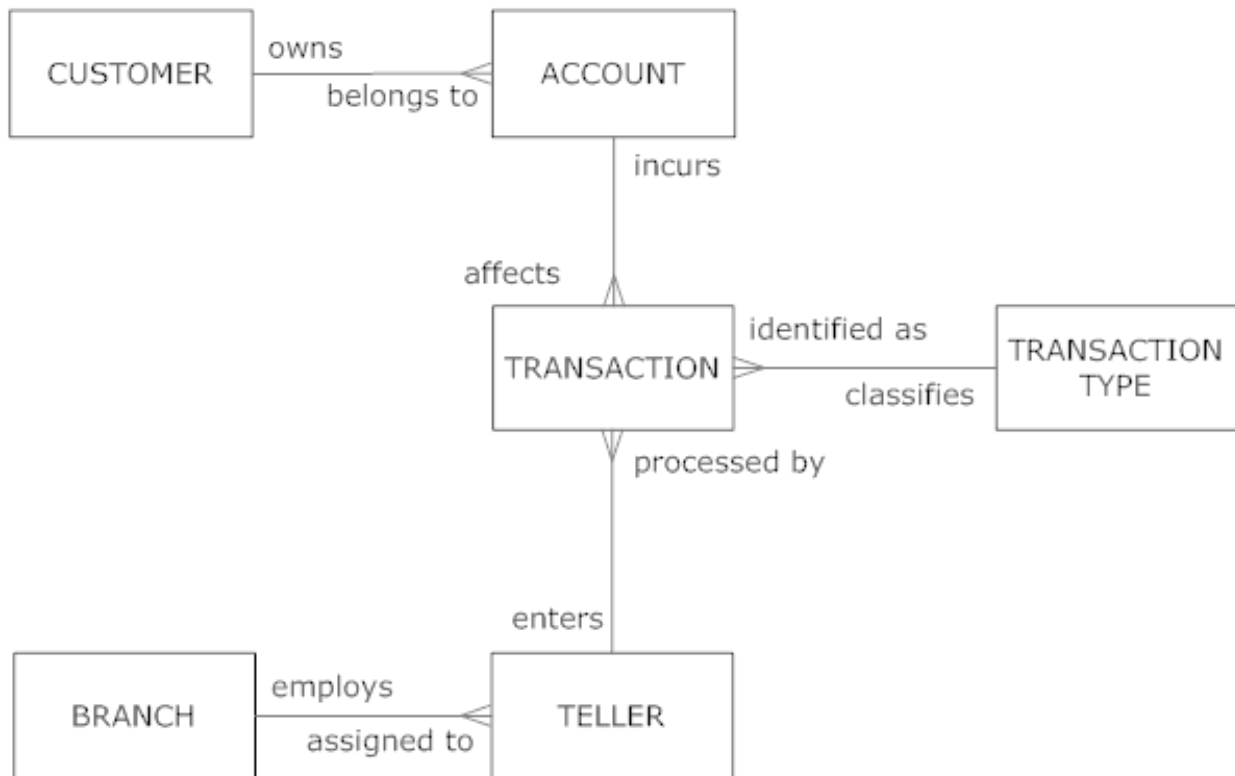 owns
CUSTOMER
ACCOUNT
belongs to
incurs
affects
identified as
TRANSACTION
TRANSACTION
TYPE
classifies
processed by
enters
employs
BRANCH
TELLER
assigned to